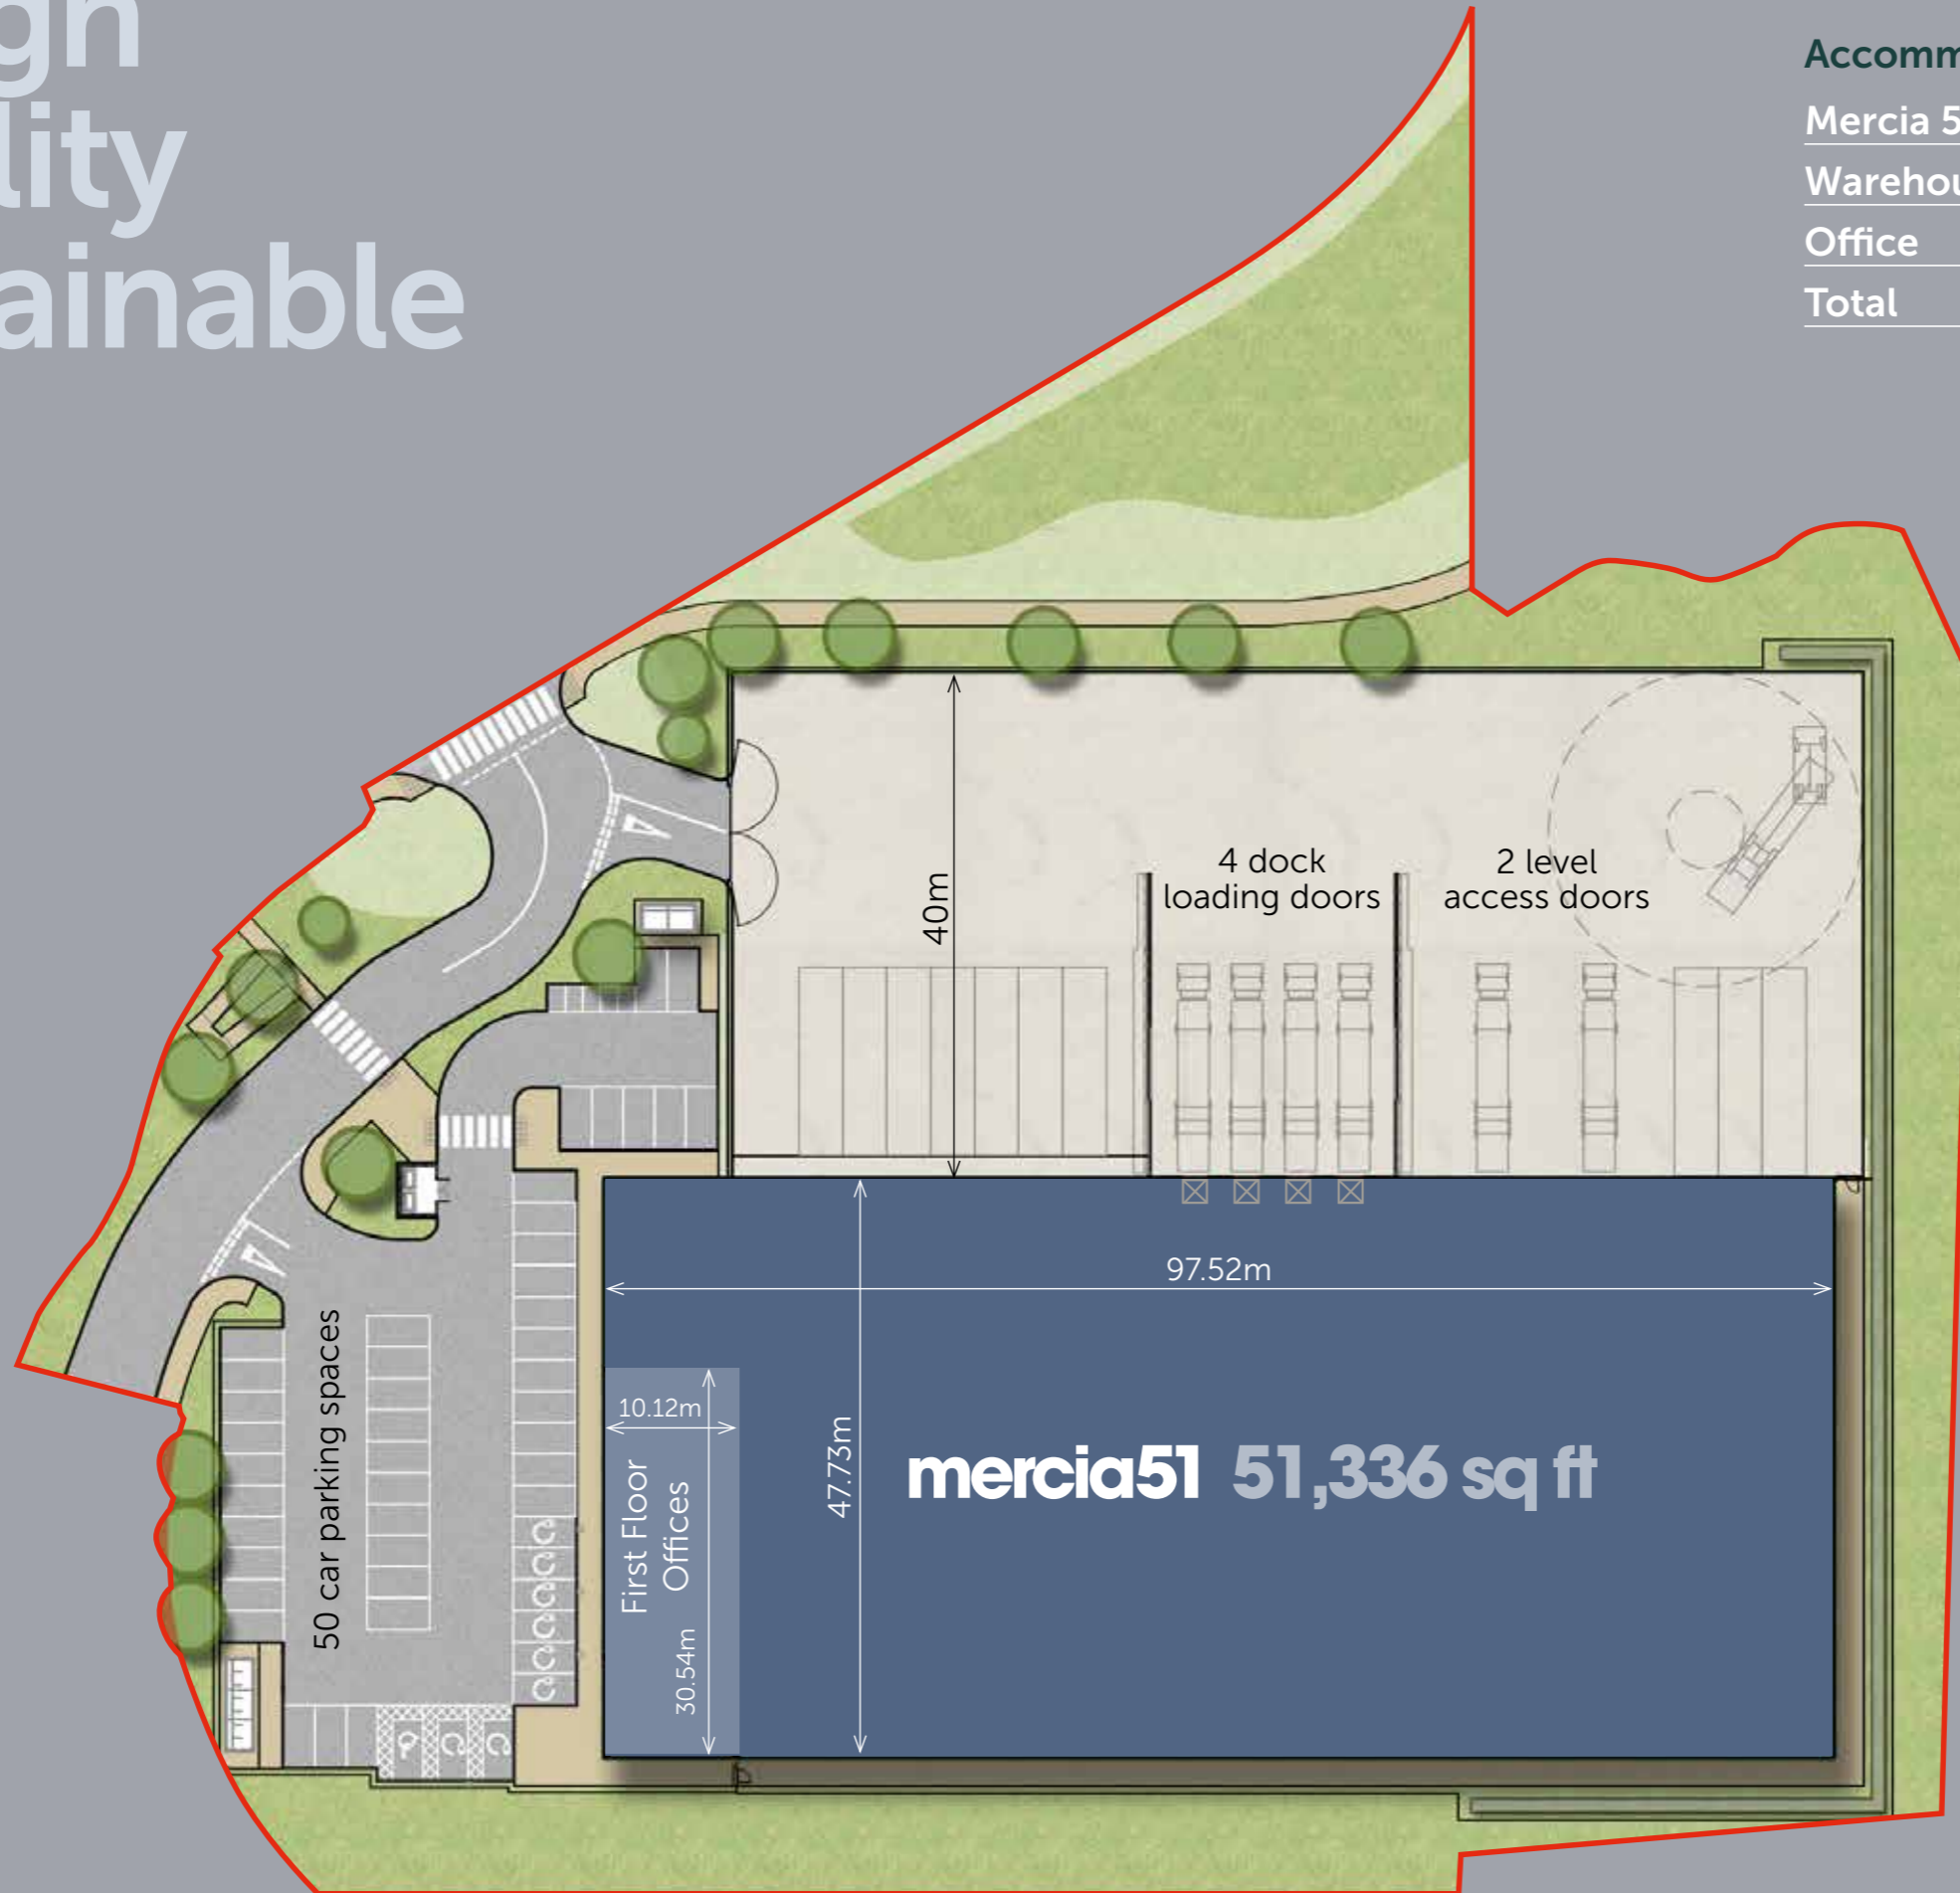 gn
lity
ainable
Accomm
Mercia 5
Warehou
Office
Total
40m
4 dock
loading doors
2 level
access doors
97.52m
10.12m
First Floor
Offices
30.54m
47.73m
mercia51 51,336 sq ft
50 car parking spaces